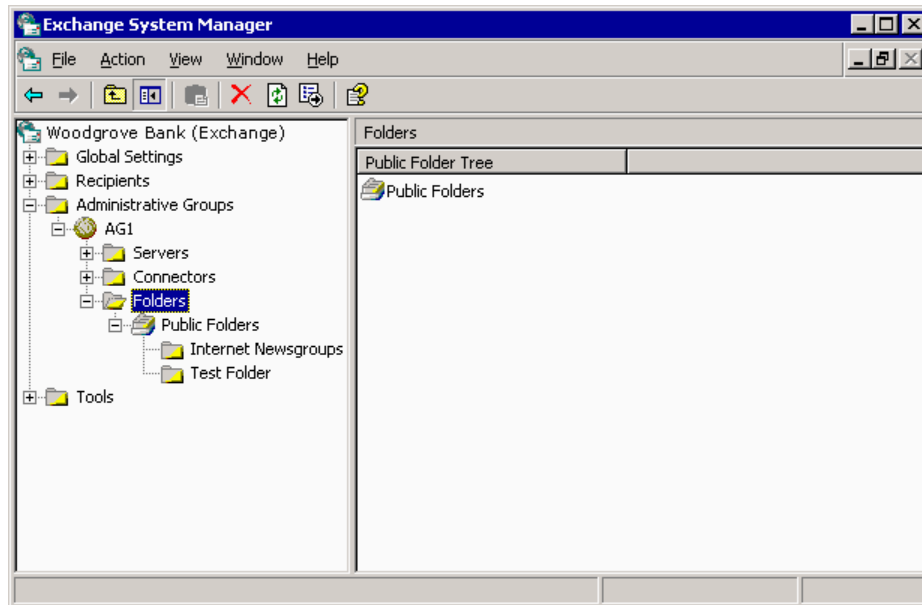 Exchange System Manager
File Action View Window Help
Woodgrove Bank (Exchange)
Global Settings
Recipients
Administrative Groups
AG1
Servers
Connectors
Folders
Public Folders
Internet Newsgroups
Test Folder
Tools
Folders
Public Folder Tree
Public Folders